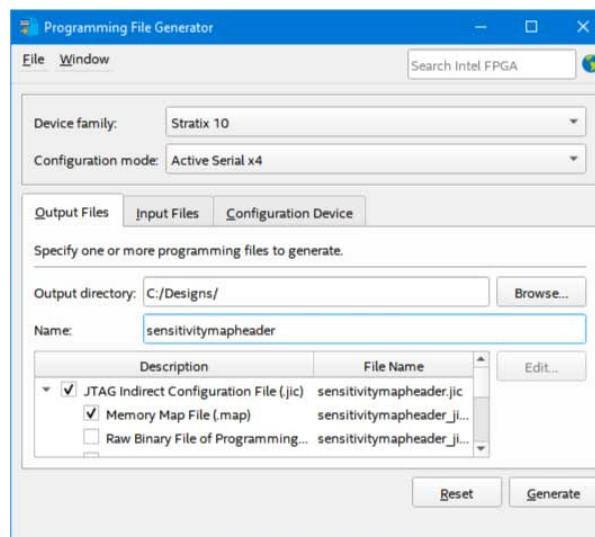 Programming File Generator
File Window Search Intel FPGA
Device family: Stratix 10
Configuration mode: Active Serial x4
Output Files Input Files Configuration Device
Specify one or more programming files to generate.
Output directory: C:/Designs/ Browse...
Name: sensitivitymapheader
Description File Name Edit...
JTAG Indirect Configuration File (.jic) sensitivitymapheader.jic
Memory Map File (.map) sensitivitymapheader_ji...
Raw Binary File of Programming... sensitivitymapheader_ji...
Reset Generate